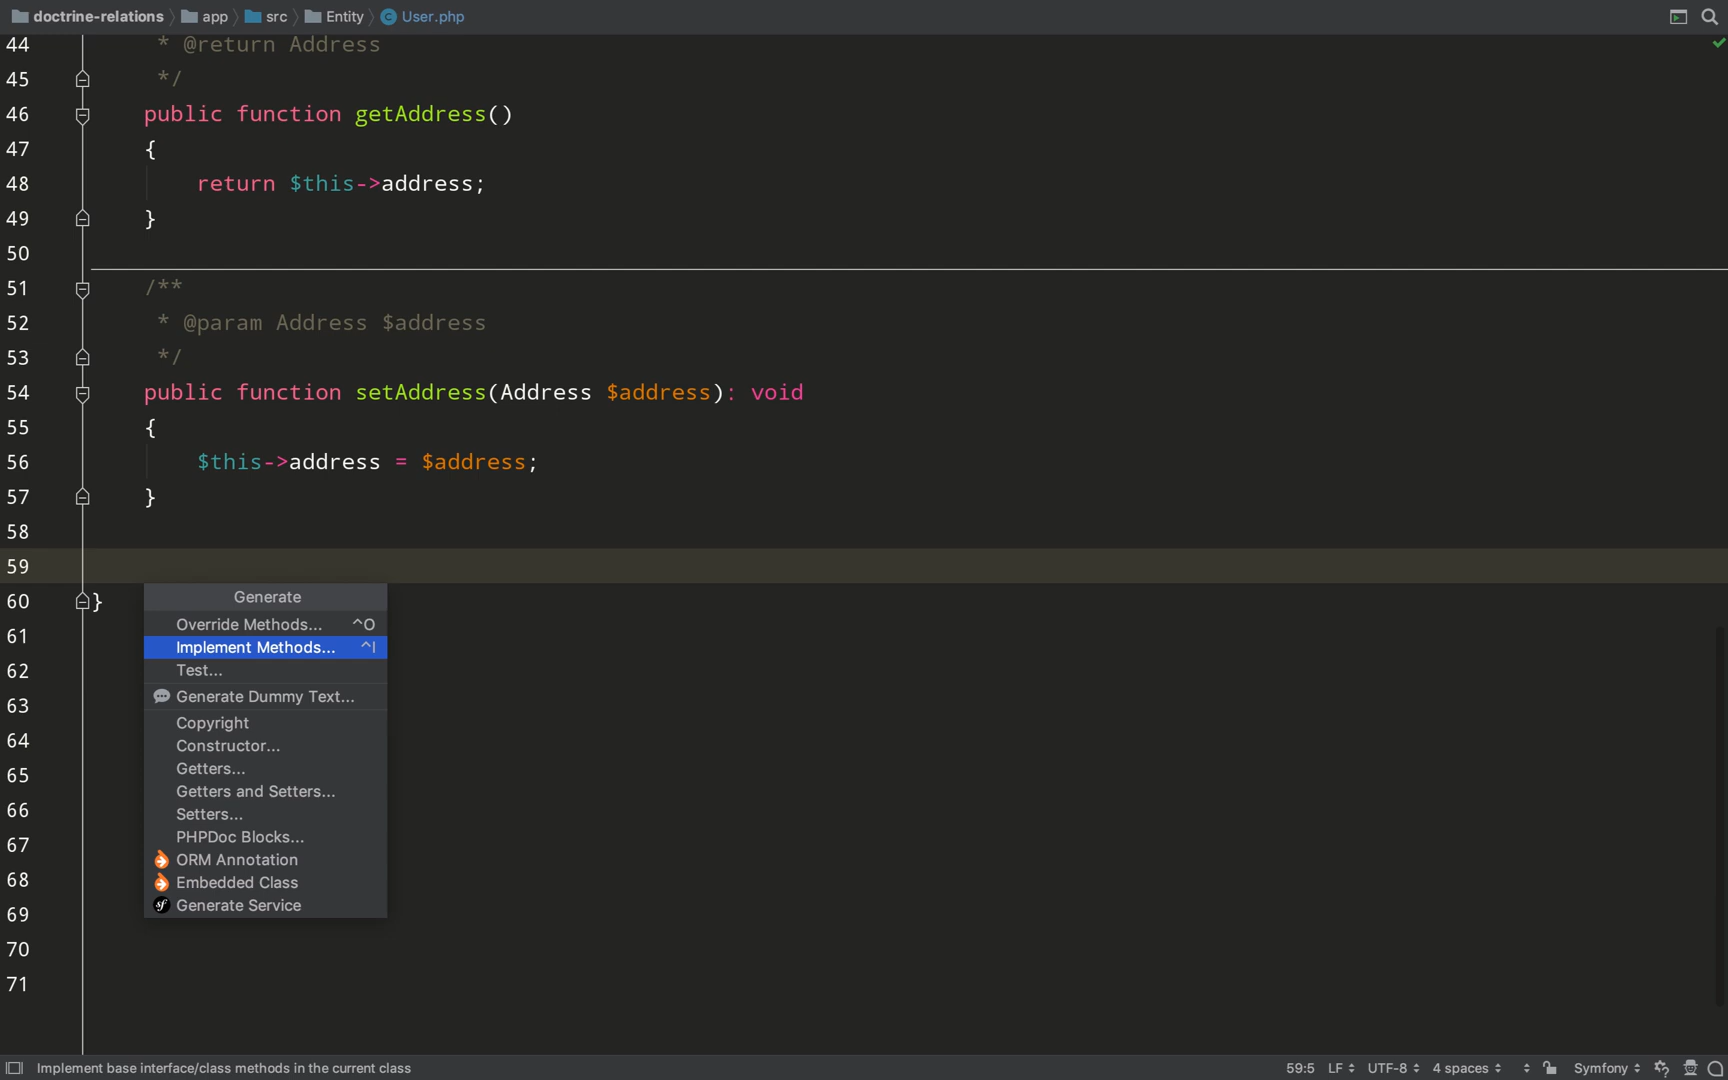 doctrine-relations app src Entity User.php
44 * @return Address
45 */
46 public function getAddress()
47 {
48 return $this->address;
49 }
50
51 /**
52 * @param Address $address
53 */
54 public function setAddress(Address $address): void
55 {
56 $this->address = $address;
57 }
58
59
60 }
Generate
Override Methods... ^O
61
Implement Methods... ^I
62 Test...
63 Generate Dummy Text...
Copyright
64 Constructor...
65 Getters...
Getters and Setters...
66 Setters...
67 PHPDoc Blocks...
ORM Annotation
68 Embedded Class
69 Generate Service
70
71
Implement base interface/class methods in the current class 59:5 LF UTF-8 4 spaces Symfony